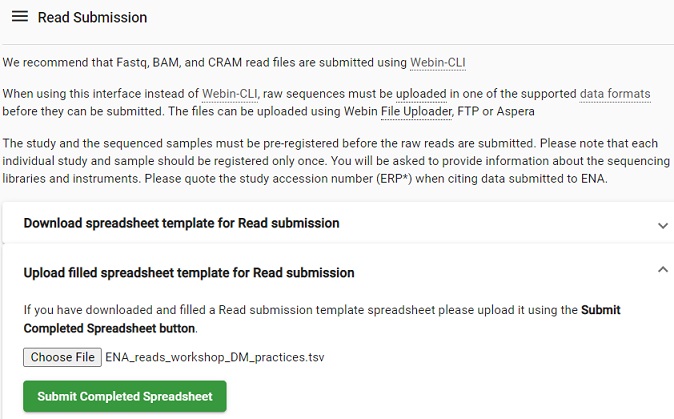 Read Submission
We recommend that Fastq, BAM, and CRAM read files are submitted using Webin-CLI
When using this interface instead of Webin-CLI, raw sequences must be uploaded in one of the supported data formats
before they can be submitted. The files can be uploaded using Webin File Uploader, FTP or Aspera
The study and the sequenced samples must be pre-registered before the raw reads are submitted. Please note that each
individual study and sample should be registered only once. You will be asked to provide information about the sequencing
libraries and instruments. Please quote the study accession number (ERP*) when citing data submitted to ENA.
Download spreadsheet template for Read submission
Upload filled spreadsheet template for Read submission
If you have downloaded and filled a Read submission template spreadsheet please upload it using the Submit
Completed Spreadsheet button.
Choose File ENA_reads_workshop_DM_practices.tsv
Submit Completed Spreadsheet